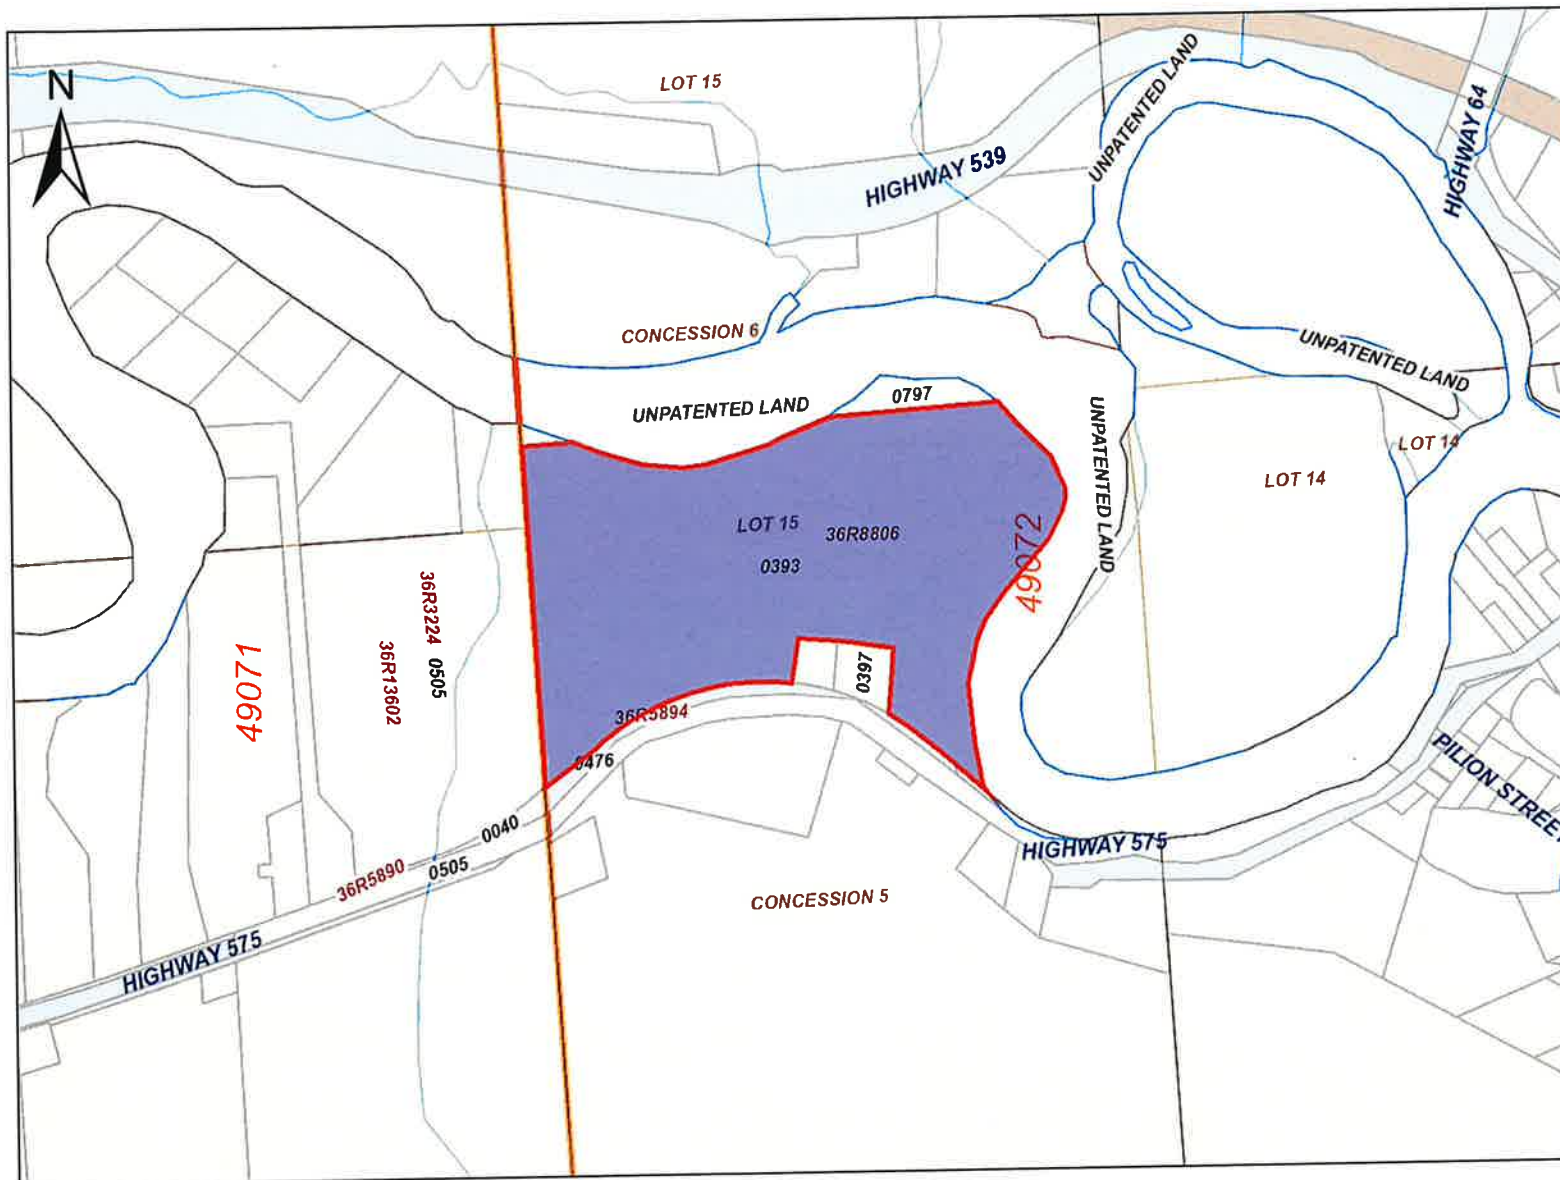 N
LOT 15
UNPATENTED LAND
HIGHWAY 64
HIGHWAY 539
CONCESSION 6
UNPATENTED LAND
0797
UNPATENTED LAND
UNPATENTED LAND
LOT 14
LOT 14
LOT 15
36R8806
0393
49072
36R3224
0505
36R13602
49071
0397
36R5894
0476
0040
36R5890
0505
HIGHWAY 575
PILION STREET
HIGHWAY 575
CONCESSION 5